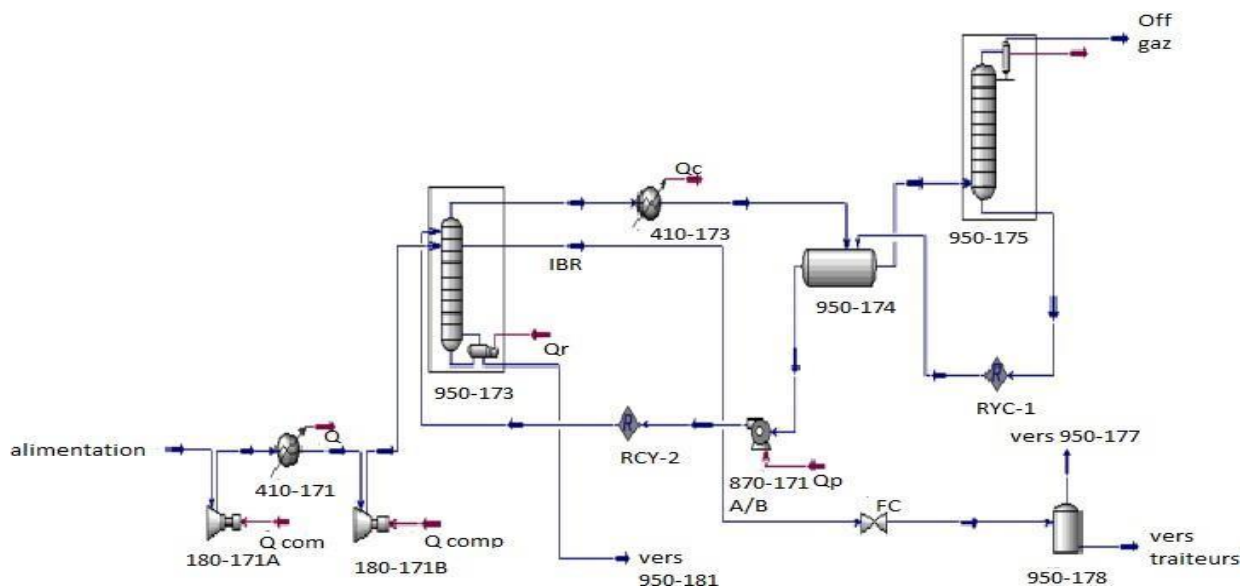 Off
gaz
950-175
Qc
410-173
IBR
950-174
Qr
950-173
RYC-1
alimentation
Q
410-171
Q com
180-171A
Q comp
180-171B
RCY-2
870-171
A/B
Qp
vers 950-177
FC
vers
950-181
vers
traiteurs
950-178
R
R